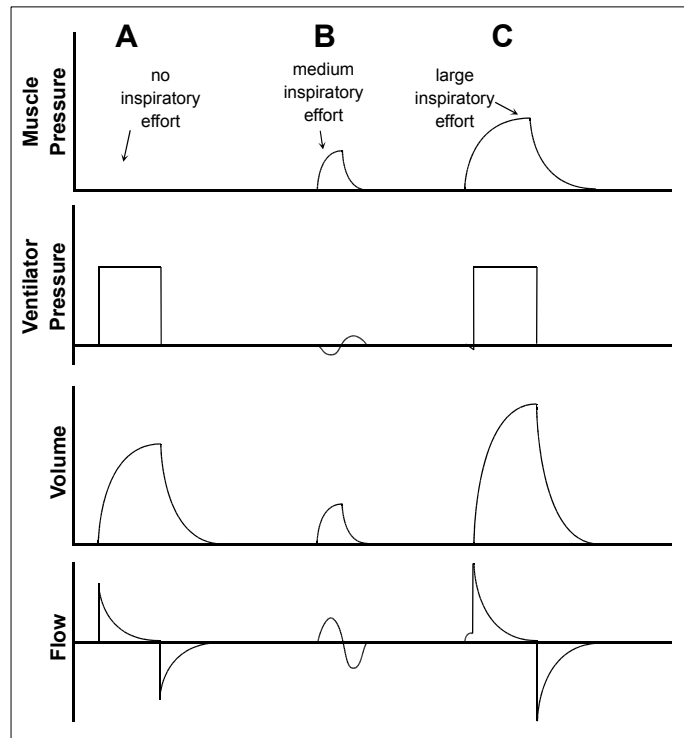 A
B
C
no
inspiratory
effort
medium
inspiratory
effort
large
inspiratory
effort
Muscle
Pressure
Ventilator
Pressure
Volume
Flow